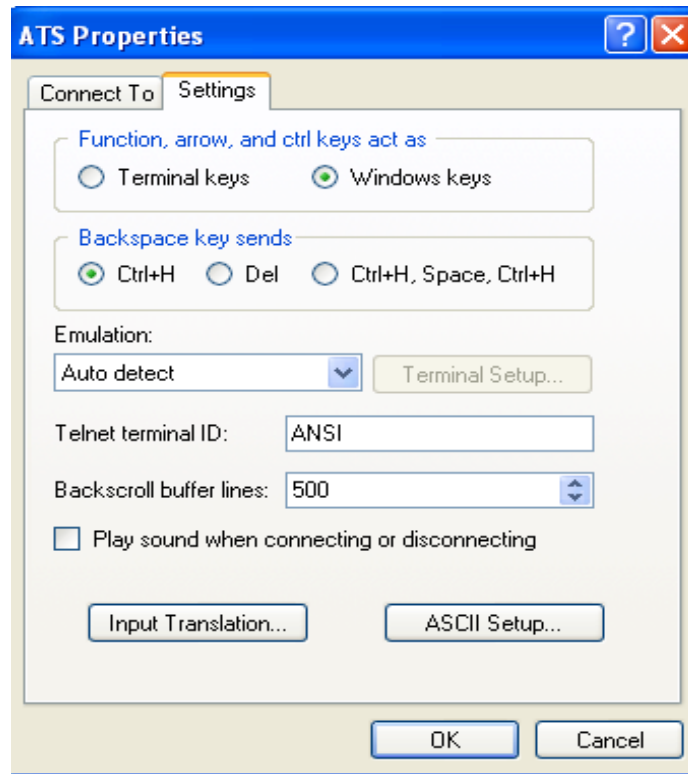 ATS Properties
Connect To Settings
Function, arrow, and ctrl keys act as
Terminal keys Windows keys
Backspace key sends
Ctrl+H Del Ctrl+H, Space, Ctrl+H
Emulation:
Auto detect Terminal Setup...
Telnet terminal ID: ANSI
Backscroll buffer lines: 500
Play sound when connecting or disconnecting
Input Translation... ASCII Setup...
OK Cancel